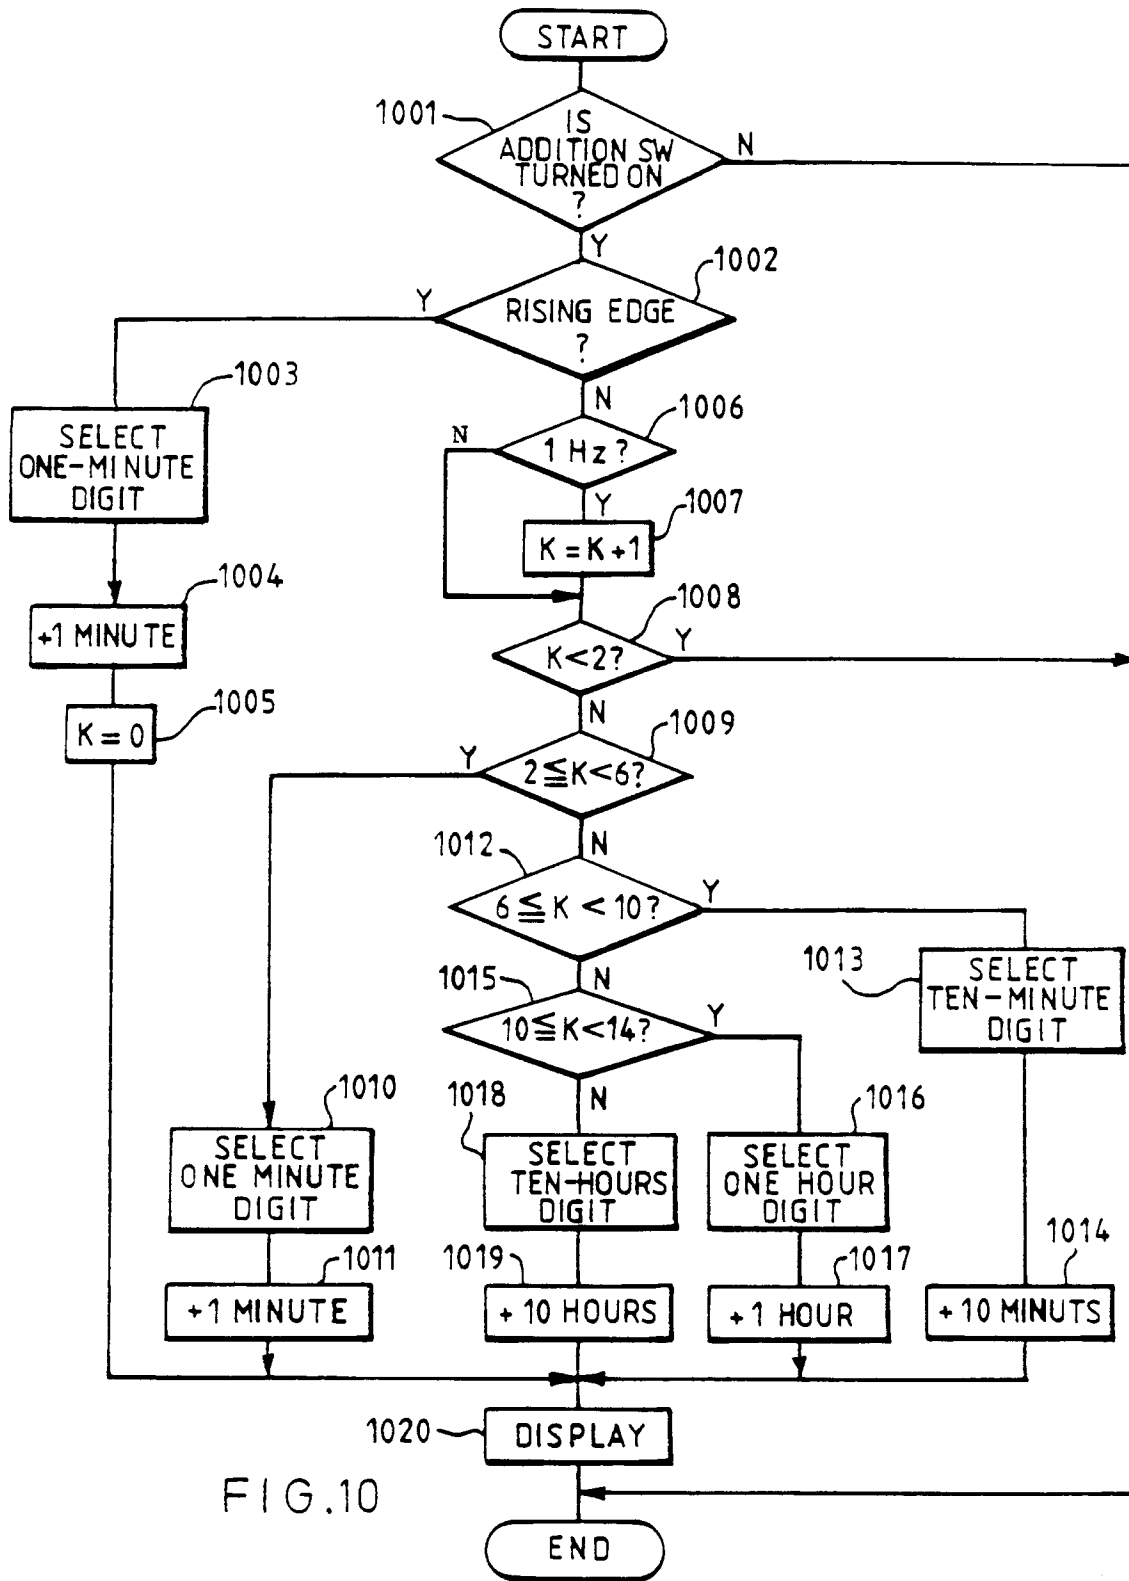 START
1001
IS
ADDITION SW
TURNED ON
?
N
Y
1002
Y
RISING EDGE
?
N
1003
SELECT
ONE-MINUTE
DIGIT
1006
N
1 Hz ?
Y
1007
K = K + 1
1004
+1 MINUTE
1008
K<2?
Y
N
1005
K = 0
1009
Y
2 ≦ K < 6?
N
1012
6 ≦ K < 10?
Y
N
1013
SELECT
TEN-MINUTE
DIGIT
1015
10 ≦ K < 14?
Y
N
1010
SELECT
ONE MINUTE
DIGIT
1018
SELECT
TEN-HOURS
DIGIT
1016
SELECT
ONE HOUR
DIGIT
1011
+1 MINUTE
1019
+ 10 HOURS
1017
+ 1 HOUR
1014
+ 10 MINUTS
1020
DISPLAY
FIG.10
END